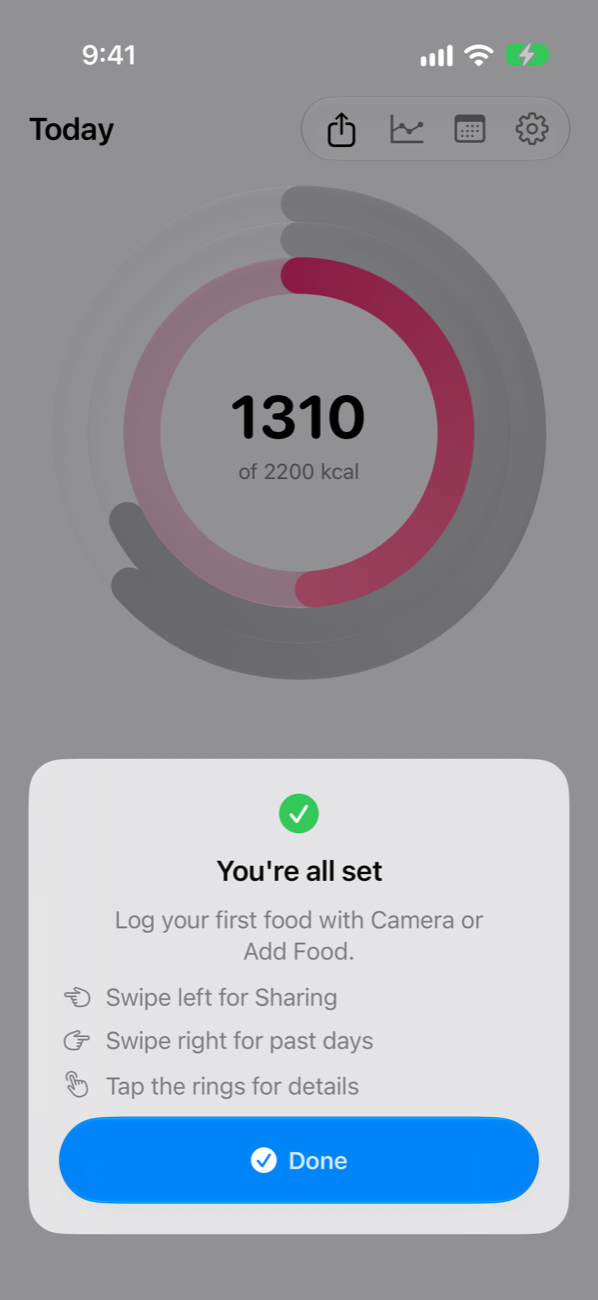 9:41
Today
1310
of 2200 kcal
You're all set
Log your first food with Camera or
Add Food.
Swipe left for Sharing
Swipe right for past days
Tap the rings for details
Done